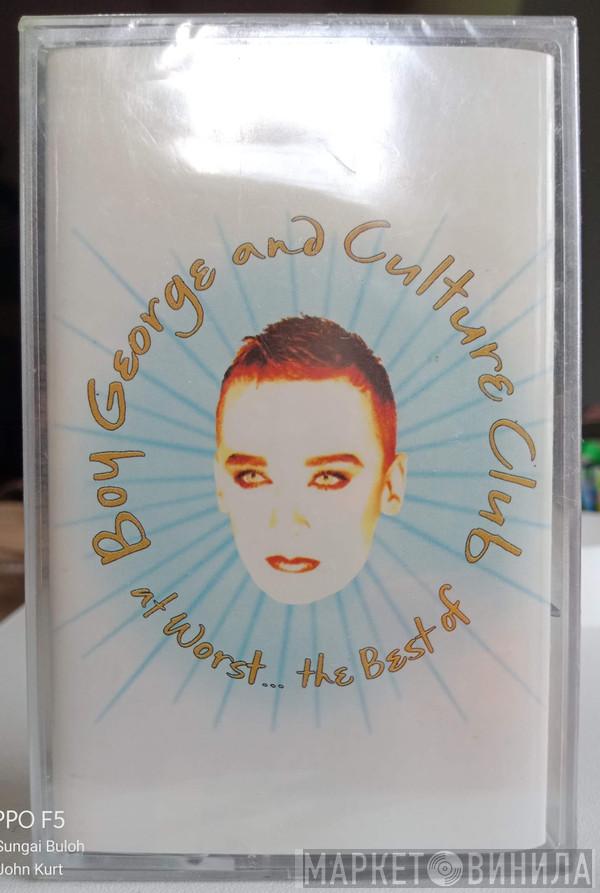 Boy George and Culture Club
at Worst... the Best of
PPO F5
Sungai Buloh
John Kurt
МАРКЕТ ВИНИЛА